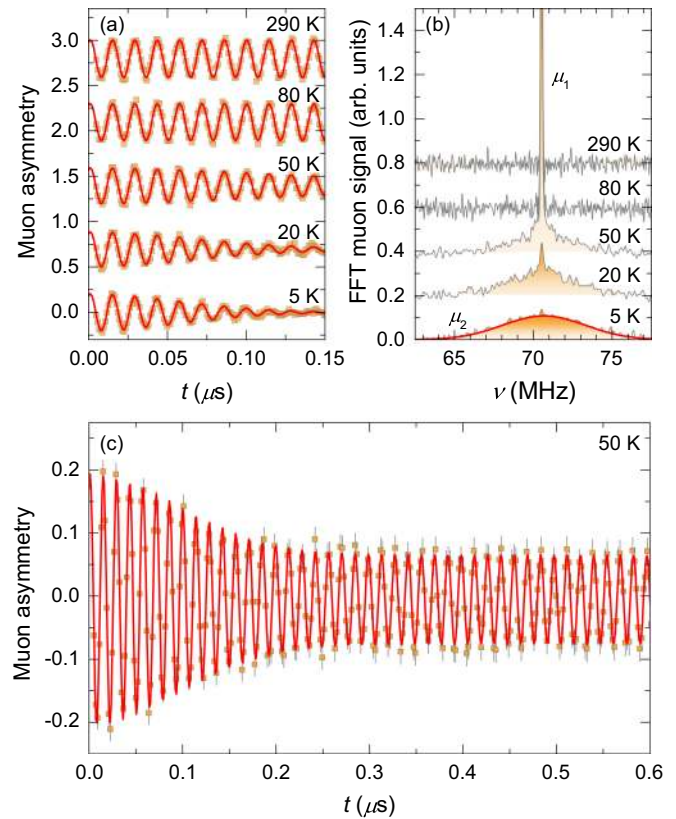 (a)
290 K
80 K
50 K
20 K
5 K
3.0
2.5
2.0
1.5
1.0
0.5
0.0
Muon asymmetry
0.00
0.05
0.10
0.15
t (μs)
(b)
μ1
290 K
80 K
50 K
20 K
5 K
μ2
1.4
1.2
1.0
0.8
0.6
0.4
0.2
0.0
FFT muon signal (arb. units)
65
70
75
ν (MHz)
(c)
50 K
0.2
0.1
0.0
-0.1
-0.2
Muon asymmetry
0.0
0.1
0.2
0.3
0.4
0.5
0.6
t (μs)